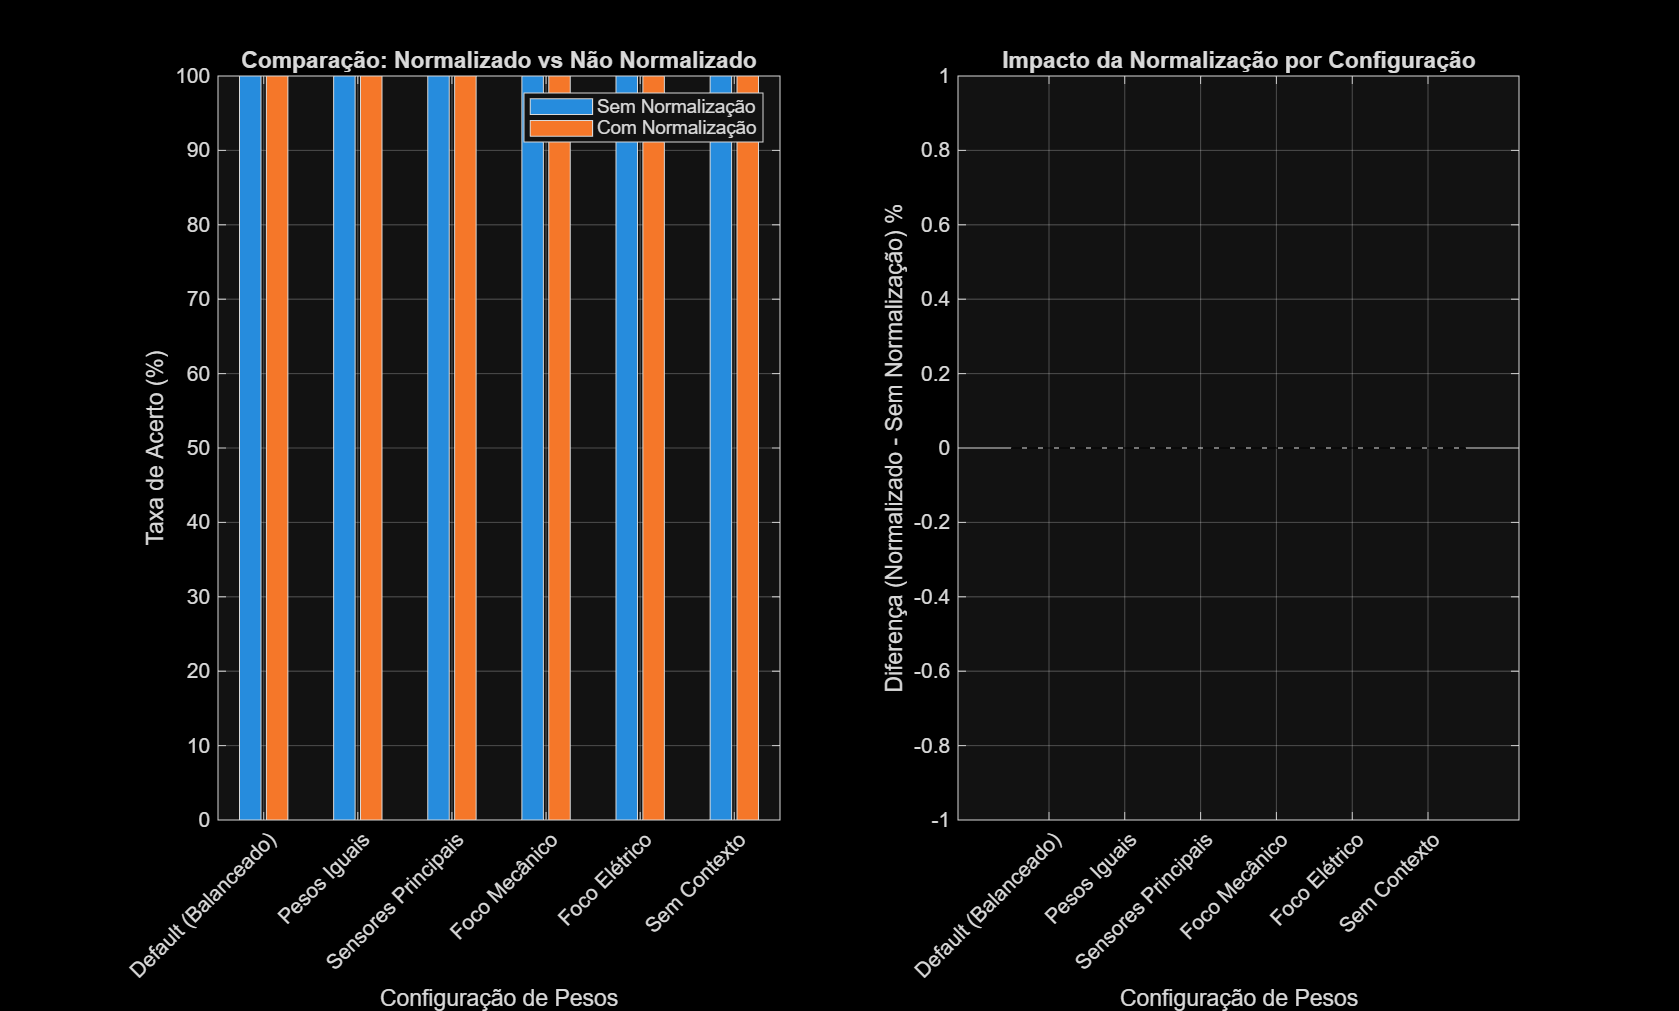 Comparação: Normalizado vs Não Normalizado
Taxa de Acerto (%)
100
90
80
70
60
50
40
30
20
10
0
Sem Normalização
Com Normalização
Default (Balanceado)
Pesos Iguais
Sensores Principais
Foco Mecânico
Foco Elétrico
Sem Contexto
Configuração de Pesos
Impacto da Normalização por Configuração
Diferença (Normalizado - Sem Normalização) %
1
0.8
0.6
0.4
0.2
0
-0.2
-0.4
-0.6
-0.8
-1
Default (Balanceado)
Pesos Iguais
Sensores Principais
Foco Mecânico
Foco Elétrico
Sem Contexto
Configuração de Pesos